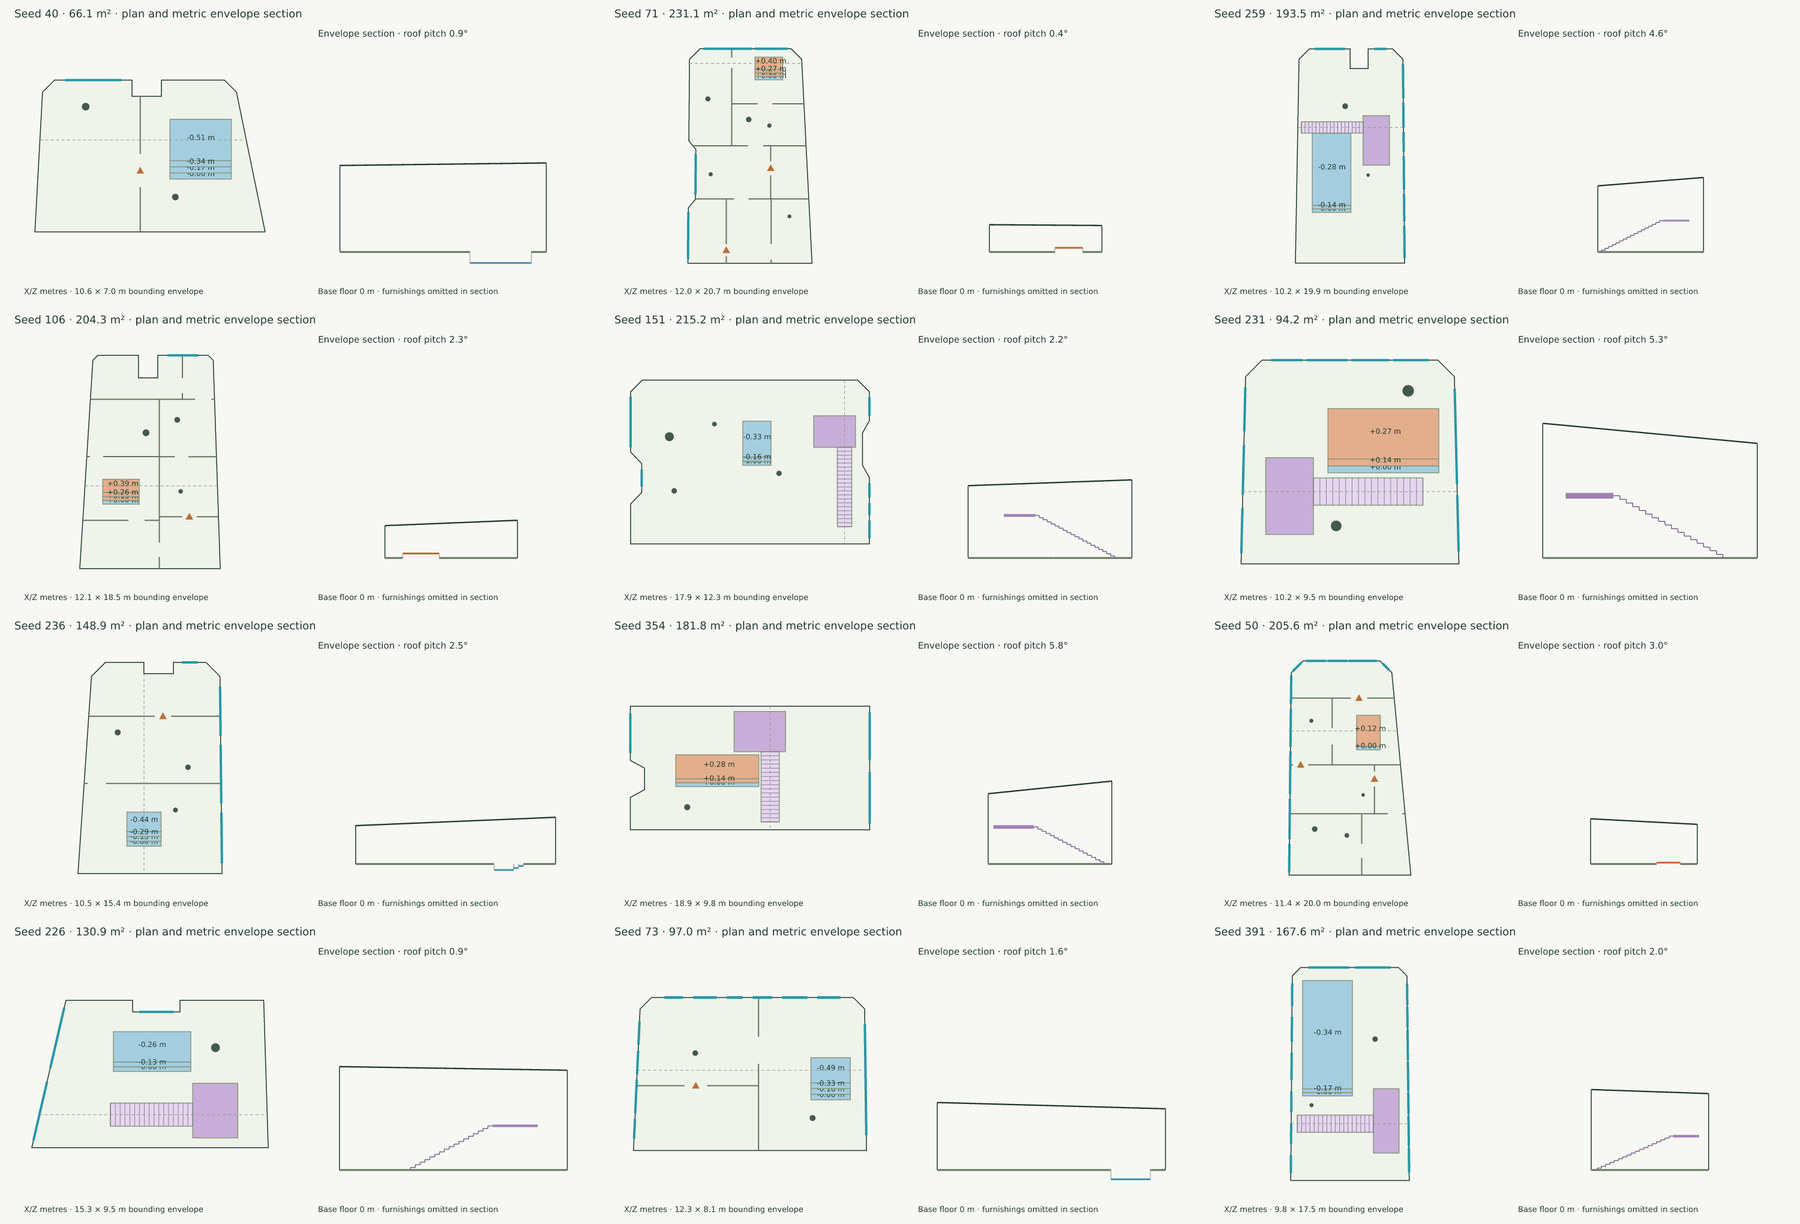 Seed 40 · 66.1 m² · plan and metric envelope section
Envelope section · roof pitch 0.9°
-0.51 m
-0.34 m
-0.17 m
X/Z metres · 10.6 × 7.0 m bounding envelope
Base floor 0 m · furnishings omitted in section
Seed 71 · 231.1 m² · plan and metric envelope section
Envelope section · roof pitch 0.4°
+0.40 m
+0.27 m
X/Z metres · 12.0 × 20.7 m bounding envelope
Base floor 0 m · furnishings omitted in section
Seed 259 · 193.5 m² · plan and metric envelope section
Envelope section · roof pitch 4.6°
-0.28 m
-0.14 m
X/Z metres · 10.2 × 19.9 m bounding envelope
Base floor 0 m · furnishings omitted in section
Seed 106 · 204.3 m² · plan and metric envelope section
Envelope section · roof pitch 2.3°
+0.39 m
+0.26 m
X/Z metres · 12.1 × 18.5 m bounding envelope
Base floor 0 m · furnishings omitted in section
Seed 151 · 215.2 m² · plan and metric envelope section
Envelope section · roof pitch 2.2°
-0.33 m
-0.16 m
X/Z metres · 17.9 × 12.3 m bounding envelope
Base floor 0 m · furnishings omitted in section
Seed 231 · 94.2 m² · plan and metric envelope section
Envelope section · roof pitch 5.3°
+0.27 m
+0.14 m
+0.00 m
X/Z metres · 10.2 × 9.5 m bounding envelope
Base floor 0 m · furnishings omitted in section
Seed 236 · 148.9 m² · plan and metric envelope section
Envelope section · roof pitch 2.5°
-0.44 m
-0.29 m
X/Z metres · 10.5 × 15.4 m bounding envelope
Base floor 0 m · furnishings omitted in section
Seed 354 · 181.8 m² · plan and metric envelope section
Envelope section · roof pitch 5.8°
+0.28 m
+0.14 m
X/Z metres · 18.9 × 9.8 m bounding envelope
Base floor 0 m · furnishings omitted in section
Seed 50 · 205.6 m² · plan and metric envelope section
Envelope section · roof pitch 3.0°
+0.12 m
+0.00 m
X/Z metres · 11.4 × 20.0 m bounding envelope
Base floor 0 m · furnishings omitted in section
Seed 226 · 130.9 m² · plan and metric envelope section
Envelope section · roof pitch 0.9°
-0.26 m
-0.13 m
X/Z metres · 15.3 × 9.5 m bounding envelope
Base floor 0 m · furnishings omitted in section
Seed 73 · 97.0 m² · plan and metric envelope section
Envelope section · roof pitch 1.6°
-0.49 m
-0.33 m
X/Z metres · 12.3 × 8.1 m bounding envelope
Base floor 0 m · furnishings omitted in section
Seed 391 · 167.6 m² · plan and metric envelope section
Envelope section · roof pitch 2.0°
-0.34 m
-0.17 m
X/Z metres · 9.8 × 17.5 m bounding envelope
Base floor 0 m · furnishings omitted in section